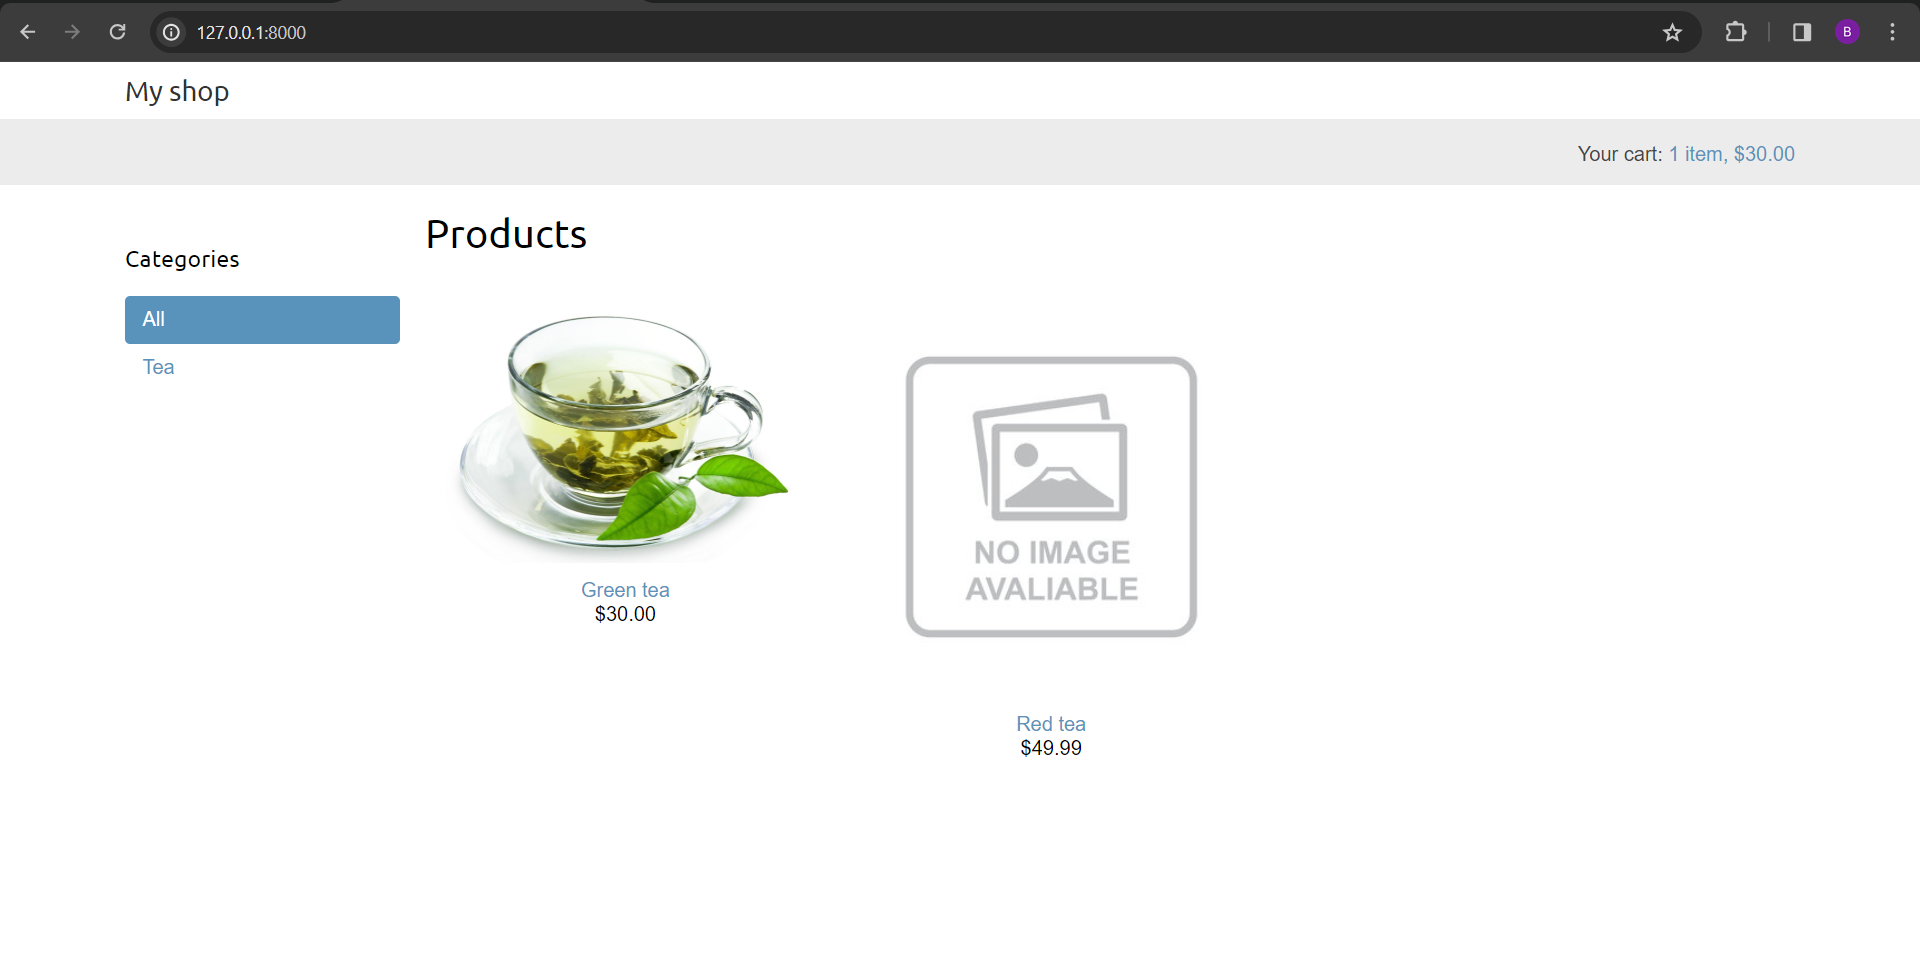 127.0.0.1:8000
B
My shop
Your cart: 1 item, $30.00
Products
Categories
All
Tea
NO IMAGE
AVALIABLE
Green tea
$30.00
Red tea
$49.99